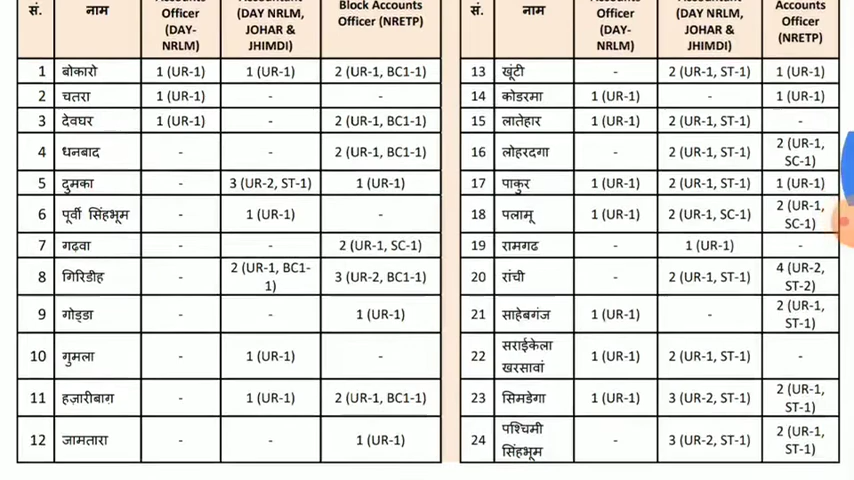 सं. नाम Accounts Officer (DAY-NRLM) Accountant (DAY NRLM, JOHAR & JHIMDI) Block Accounts Officer (NRETP)
1 बोकारो 1 (UR-1) 1 (UR-1) 2 (UR-1, BC1-1)
2 चतरा 1 (UR-1) - -
3 देवघर 1 (UR-1) - 2 (UR-1, BC1-1)
4 धनबाद - - 2 (UR-1, BC1-1)
5 दुमका - 3 (UR-2, ST-1) 1 (UR-1)
6 पूर्वी सिंहभूम - 1 (UR-1) -
7 गढ़वा - - 2 (UR-1, SC-1)
8 गिरिडीह - 2 (UR-1, BC1-1) 3 (UR-2, BC1-1)
9 गोड्डा - - 1 (UR-1)
10 गुमला - 1 (UR-1) -
11 हज़ारीबाग़ - 1 (UR-1) 2 (UR-1, BC1-1)
12 जामतारा - - 1 (UR-1)
सं. नाम Accounts Officer (DAY-NRLM) Accountant (DAY NRLM, JOHAR & JHIMDI) Accounts Officer (NRETP)
13 खूंटी - 2 (UR-1, ST-1) 1 (UR-1)
14 कोडरमा 1 (UR-1) - 1 (UR-1)
15 लातेहार 1 (UR-1) 2 (UR-1, ST-1) -
16 लोहरदगा - 2 (UR-1, ST-1) 2 (UR-1, SC-1)
17 पाकुर 1 (UR-1) 2 (UR-1, ST-1) 1 (UR-1)
18 पलामू 1 (UR-1) 2 (UR-1, SC-1) 2 (UR-1, SC-1)
19 रामगढ - 1 (UR-1) -
20 रांची - 2 (UR-1, ST-1) 4 (UR-2, ST-2)
21 साहेबगंज 1 (UR-1) - 2 (UR-1, ST-1)
22 सराईकेला खरसावां 1 (UR-1) 2 (UR-1, ST-1) -
23 सिमडेगा 1 (UR-1) 3 (UR-2, ST-1) 2 (UR-1, ST-1)
24 पश्चिमी सिंहभूम - 3 (UR-2, ST-1) 2 (UR-1, ST-1)